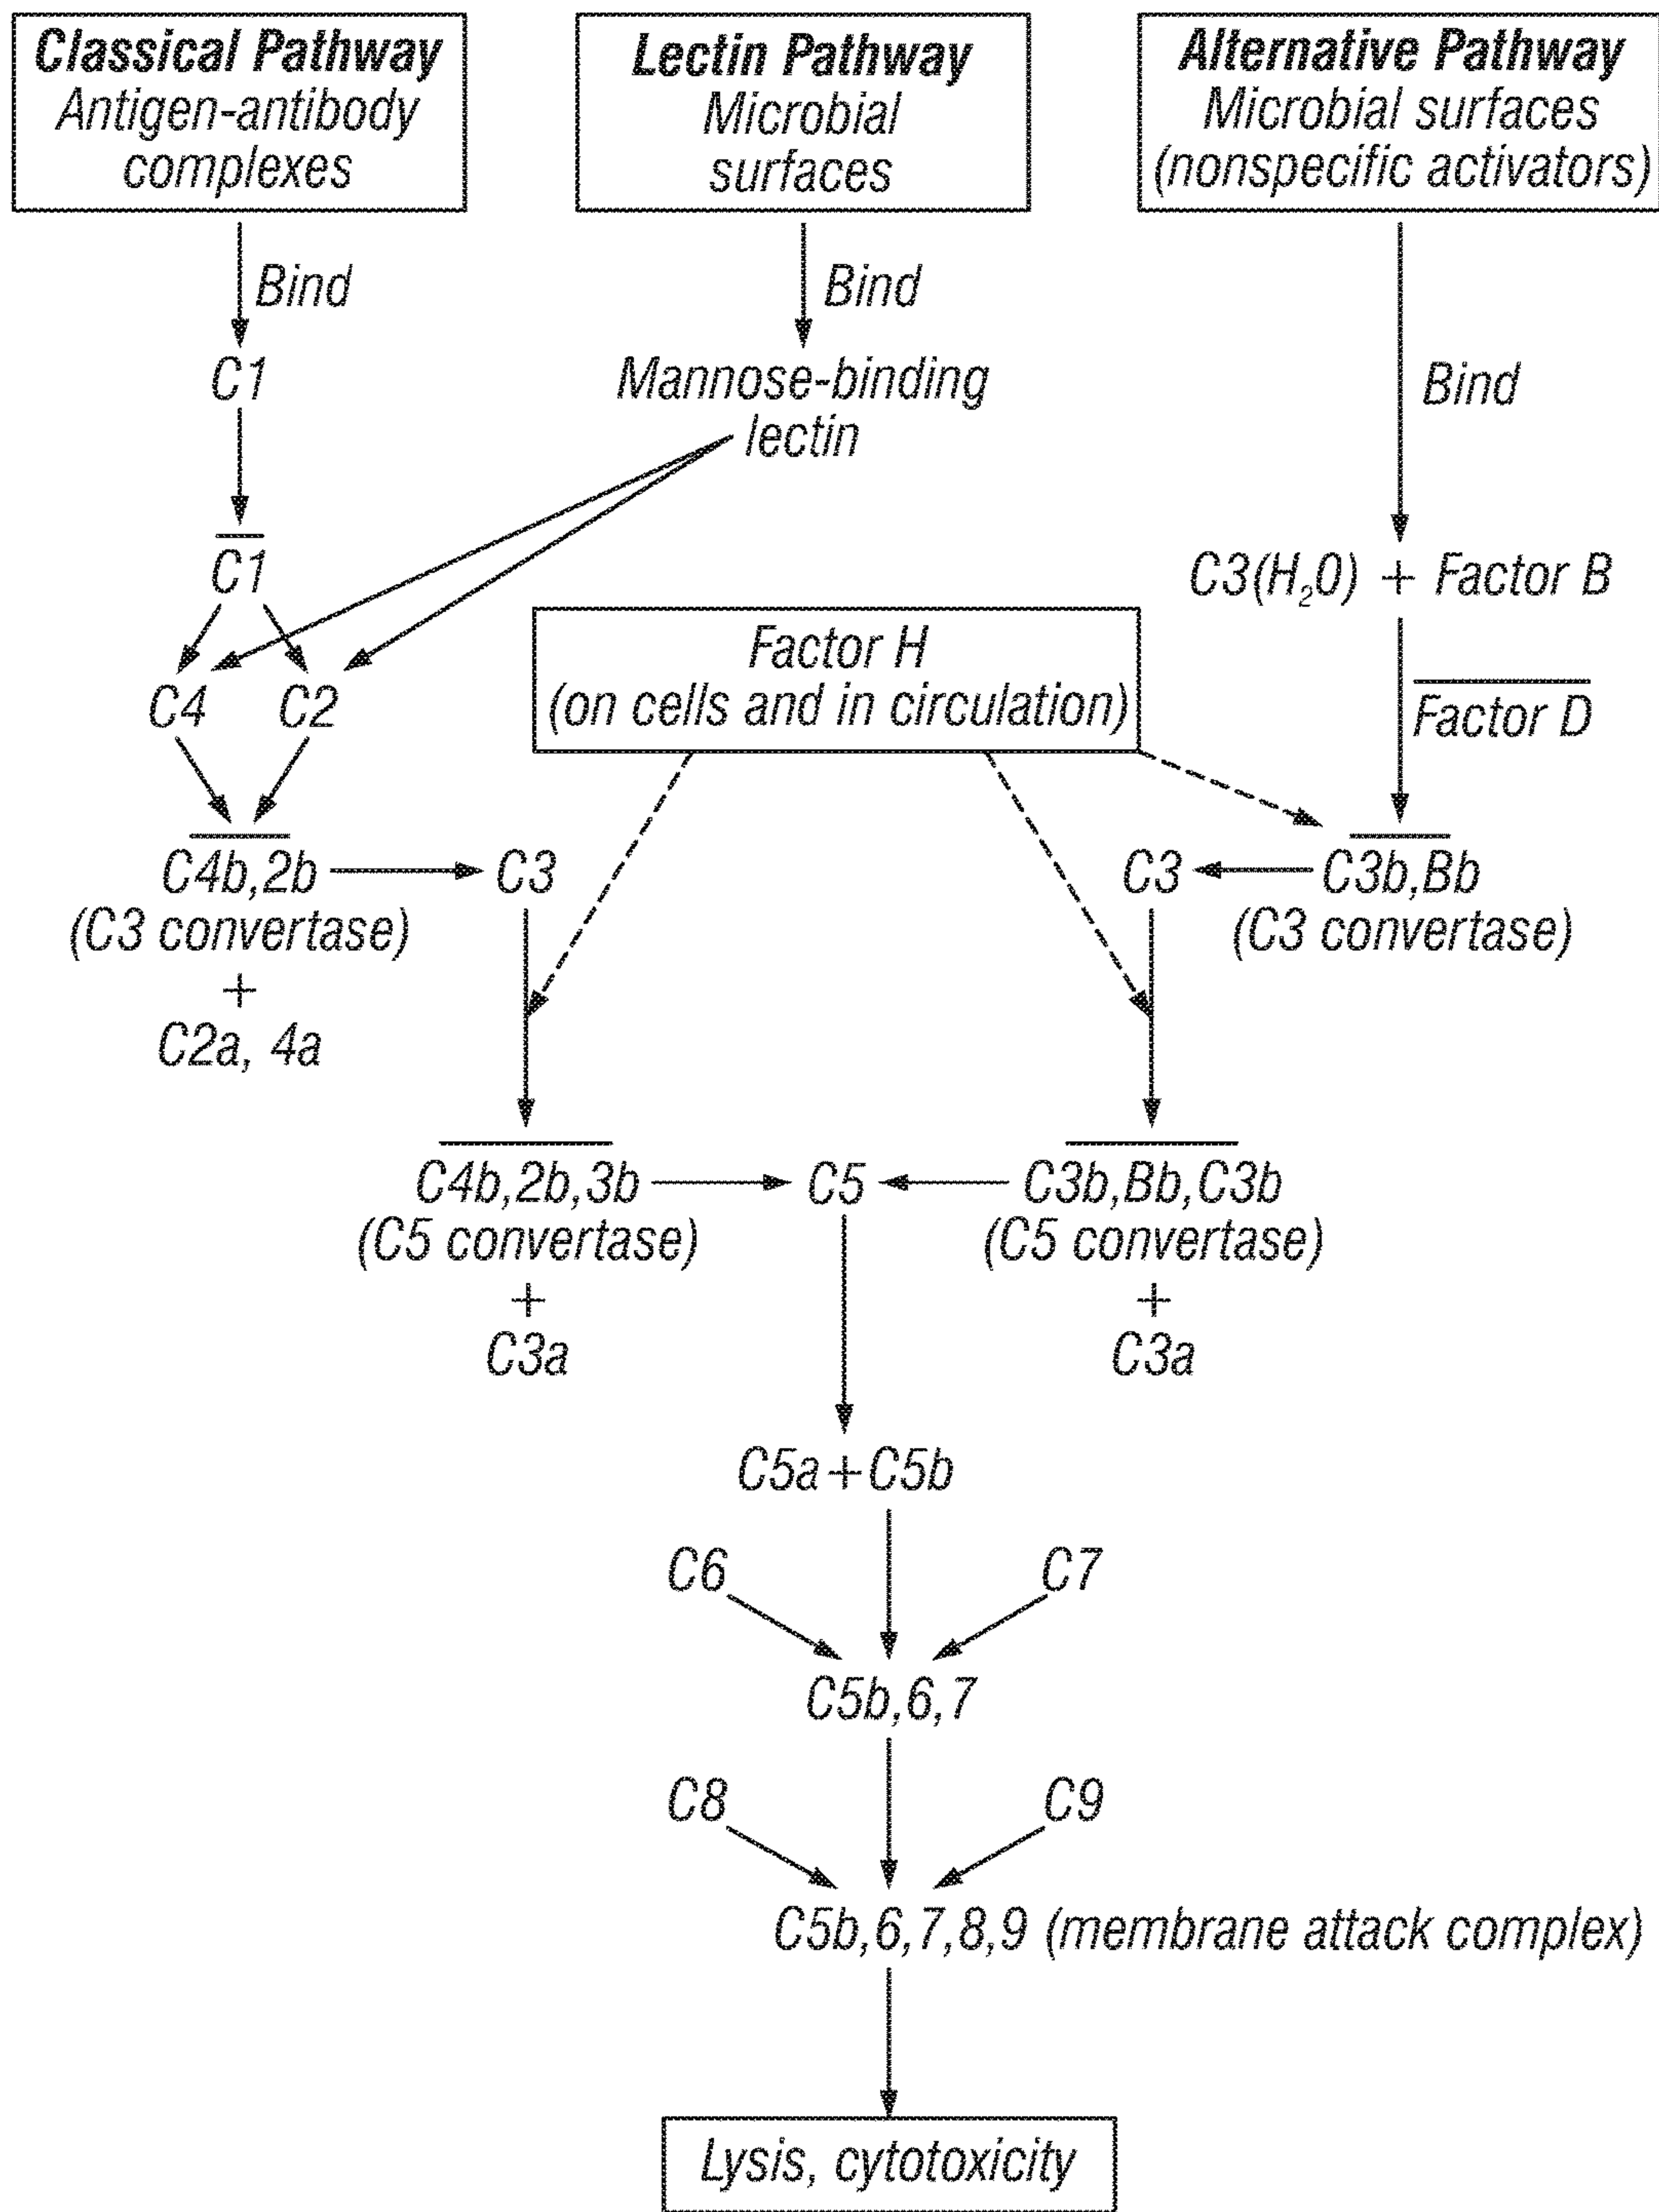 Classical Pathway
Antigen-antibody
complexes
Lectin Pathway
Microbial
surfaces
Alternative Pathway
Microbial surfaces
(nonspecific activators)
Bind
Bind
Bind
C1
Mannose-binding
lectin
C1
C3(H₂0) + Factor B
Factor H
(on cells and in circulation)
Factor D
C4
C2
C4b,2b
(C3 convertase)
+
C2a, 4a
C3
C3
C3b,Bb
(C3 convertase)
C4b,2b,3b
(C5 convertase)
+
C3a
C5
C3b,Bb,C3b
(C5 convertase)
+
C3a
C5a+C5b
C6
C7
C5b,6,7
C8
C9
C5b,6,7,8,9 (membrane attack complex)
Lysis, cytotoxicity